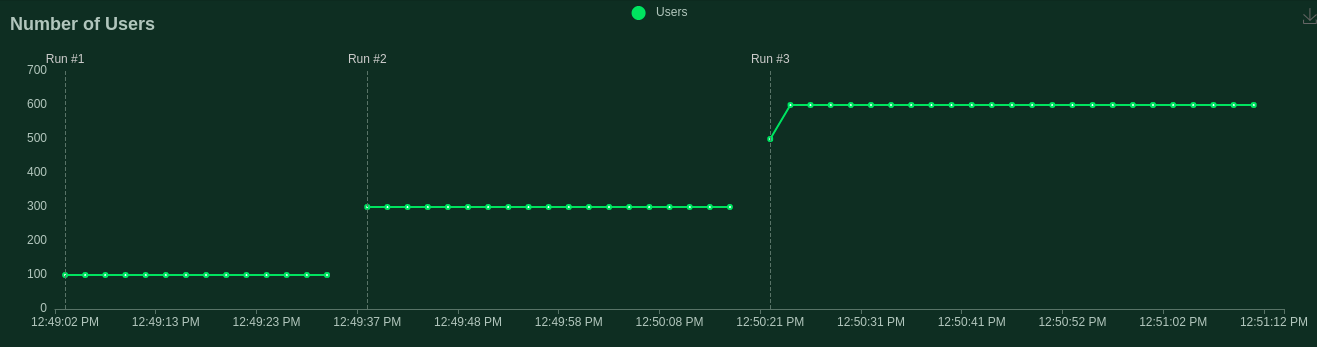 Users
Number of Users
Run #1
Run #2
Run #3
700
600
500
400
300
200
100
0
12:49:02 PM
12:49:13 PM
12:49:23 PM
12:49:37 PM
12:49:48 PM
12:49:58 PM
12:50:08 PM
12:50:21 PM
12:50:31 PM
12:50:41 PM
12:50:52 PM
12:51:02 PM
12:51:12 PM